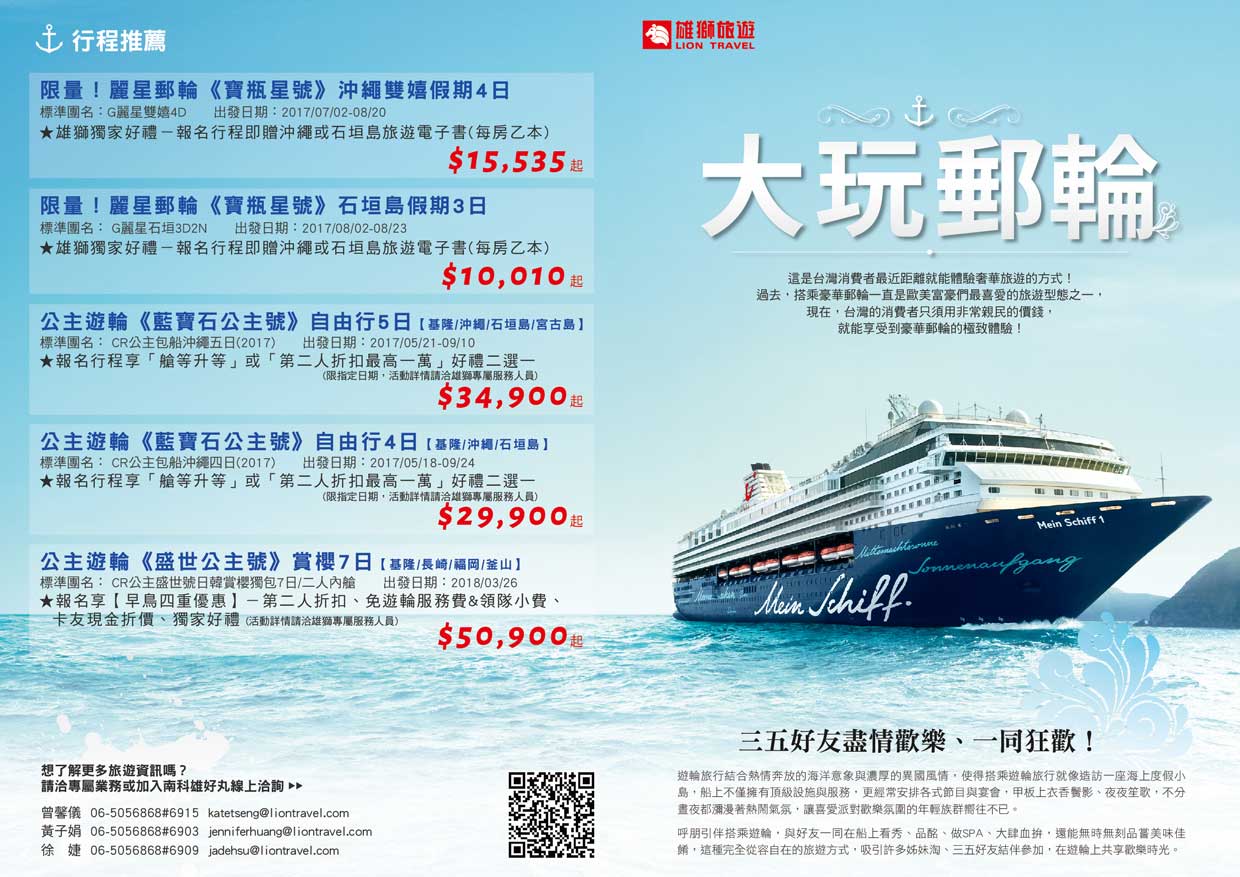 行程推薦
限量！麗星郵輪《寶瓶星號》沖繩雙嬉假期4日
標準團名：G麗星雙嬉4D 出發日期：2017/07/02-08/20
★雄獅獨家好禮－報名行程即贈沖繩或石垣島旅遊電子書(每房乙本)
$15,535起
限量！麗星郵輪《寶瓶星號》石垣島假期3日
標準團名： G麗星石垣3D2N 出發日期：2017/08/02-08/23
★雄獅獨家好禮－報名行程即贈沖繩或石垣島旅遊電子書(每房乙本)
$10,010起
公主遊輪《藍寶石公主號》自由行5日【基隆/沖繩/石垣島/宮古島】
標準團名： CR公主包船沖繩五日(2017) 出發日期：2017/05/21-09/10
★報名行程享「艙等升等」或「第二人折扣最高一萬」好禮二選一
(限指定日期，活動詳情請洽雄獅專屬服務人員)
$34,900起
公主遊輪《藍寶石公主號》自由行4日【基隆/沖繩/石垣島】
標準團名： CR公主包船沖繩四日(2017) 出發日期：2017/05/18-09/24
★報名行程享「艙等升等」或「第二人折扣最高一萬」好禮二選一
(限指定日期，活動詳情請洽雄獅專屬服務人員)
$29,900起
公主遊輪《盛世公主號》賞櫻7日【基隆/長崎/福岡/釜山】
標準團名： CR公主盛世號日韓賞櫻獨包7日/二人內艙 出發日期：2018/03/26
★報名享【早鳥四重優惠】－第二人折扣、免遊輪服務費&領隊小費、
卡友現金折價、獨家好禮 (活動詳情請洽雄獅專屬服務人員)
$50,900起
想了解更多旅遊資訊嗎？
請洽專屬業務或加入南科雄好丸線上洽詢 ▸▸
曾馨儀 06-5056868#6915 katetseng@liontravel.com
黃子娟 06-5056868#6903 jenniferhuang@liontravel.com
徐 婕 06-5056868#6909 jadehsu@liontravel.com
雄獅旅遊
LION TRAVEL
大玩郵輪
這是台灣消費者最近距離就能體驗奢華旅遊的方式！
過去，搭乘豪華郵輪一直是歐美富豪們最喜愛的旅遊型態之一，
現在，台灣的消費者只須用非常親民的價錢，
就能享受到豪華郵輪的極致體驗！
Mein Schiff 1
Mitternachtssonne
Sonnenaufgang
Mein Schiff.
三五好友盡情歡樂、一同狂歡！
遊輪旅行結合熱情奔放的海洋意象與濃厚的異國風情，使得搭乘遊輪旅行就像造訪一座海上度假小
島，船上不僅擁有頂級設施與服務，更經常安排各式節目與宴會，甲板上衣香鬢影、夜夜笙歌，不分
晝夜都瀰漫著熱鬧氣氛，讓喜愛派對歡樂氛圍的年輕族群嚮往不已。
呼朋引伴搭乘遊輪，與好友一同在船上看秀、品酩、做SPA、大肆血拚，還能無時無刻品嘗美味佳
餚，這種完全從容自在的旅遊方式，吸引許多姊妹淘、三五好友結伴參加，在遊輪上共享歡樂時光。